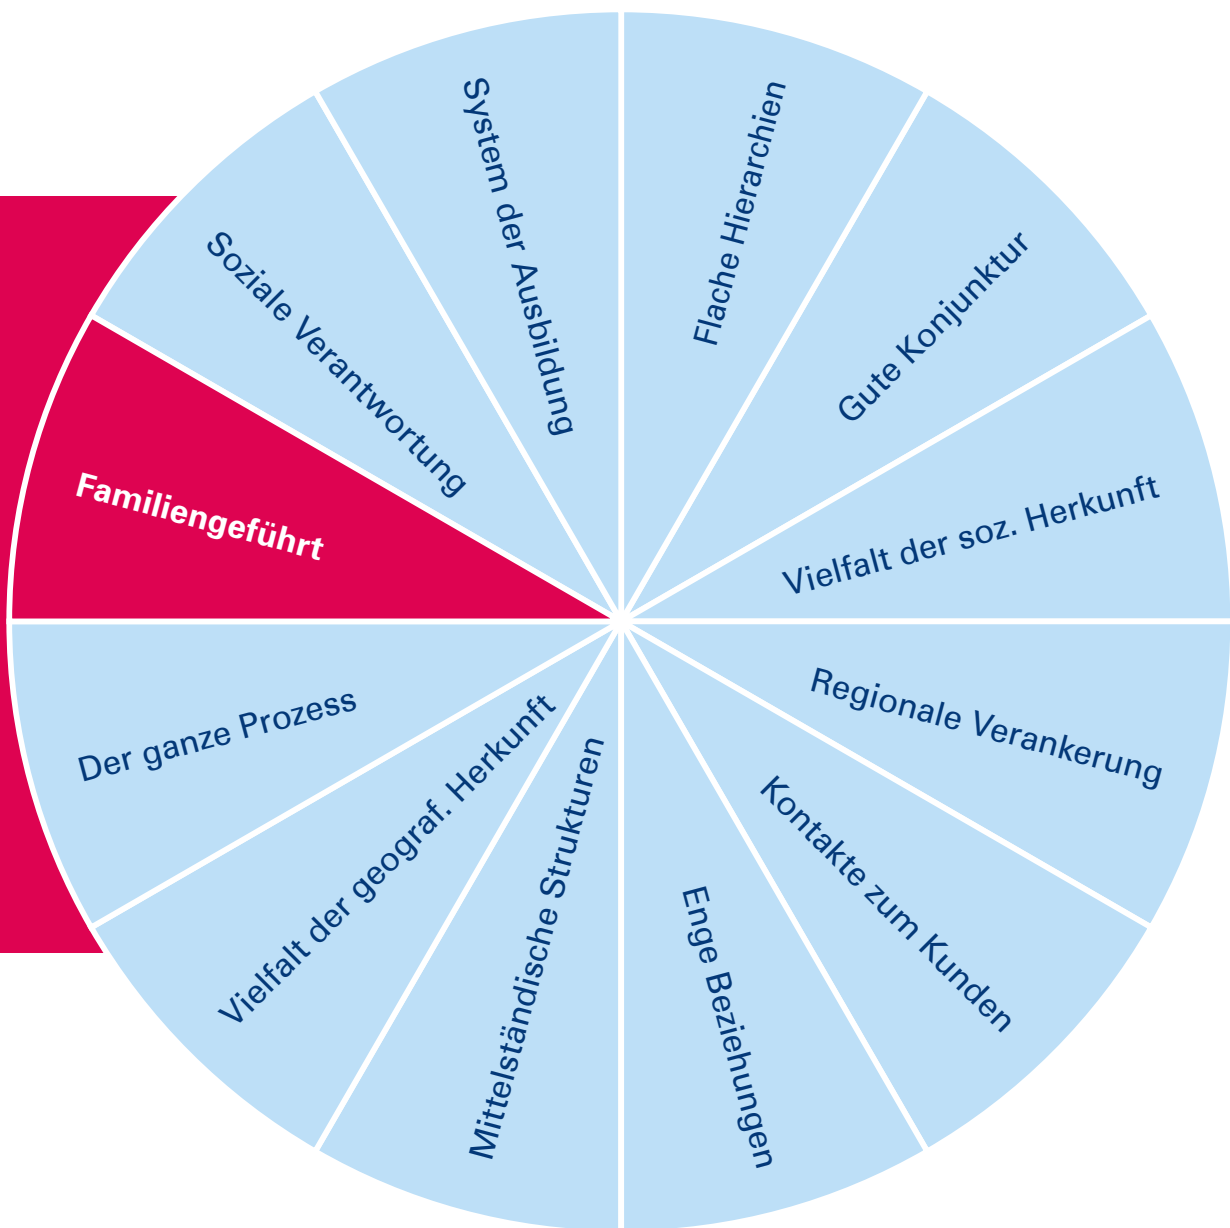 Flache Hierarchien
Gute Konjunktur
Vielfalt der soz. Herkunft
Regionale Verankerung
Kontakte zum Kunden
Enge Beziehungen
Mittelständische Strukturen
Vielfalt der geograf. Herkunft
Der ganze Prozess
Familiengeführt
Soziale Verantwortung
System der Ausbildung